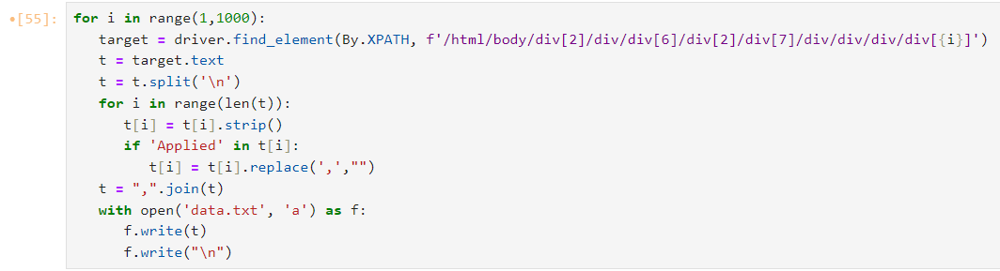 [55]: for i in range(1,1000):
target = driver.find_element(By.XPATH, f'/html/body/div[2]/div/div[6]/div[2]/div[7]/div/div/div/div[{i}]')
t = target.text
t = t.split('\n')
for i in range(len(t)):
t[i] = t[i].strip()
if 'Applied' in t[i]:
t[i] = t[i].replace(',',"")
t = ",".join(t)
with open('data.txt', 'a') as f:
f.write(t)
f.write("\n")